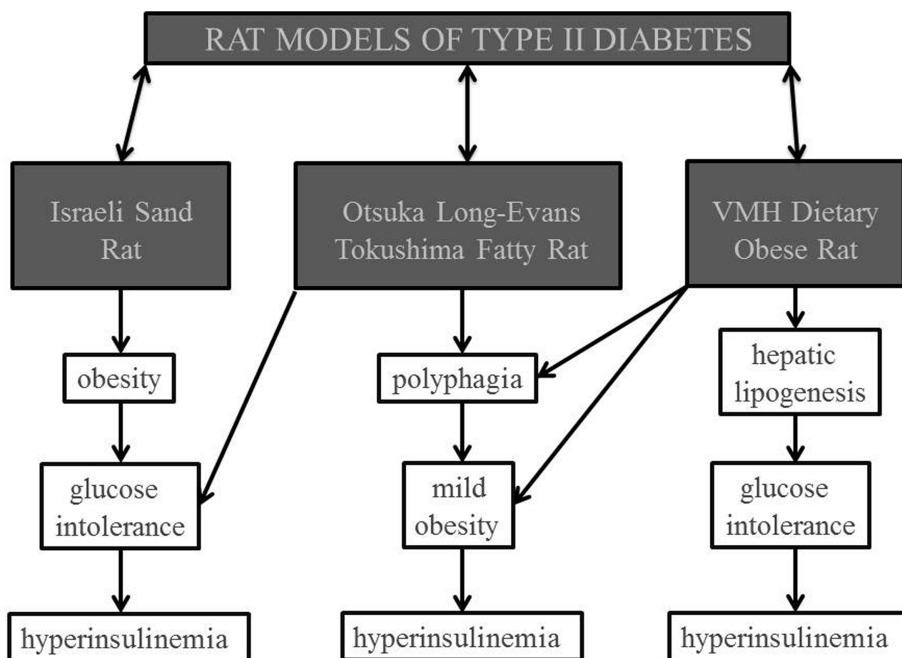 RAT MODELS OF TYPE II DIABETES
Israeli Sand
Rat
Otsuka Long-Evans
Tokushima Fatty Rat
VMH Dietary
Obese Rat
obesity
polyphagia
hepatic
lipogenesis
glucose
intolerance
mild
obesity
glucose
intolerance
hyperinsulinemia
hyperinsulinemia
hyperinsulinemia